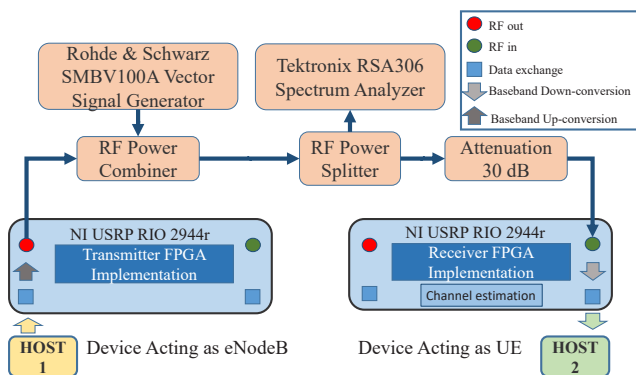 Rohde & Schwarz
SMBV100A Vector
Signal Generator
Tektronix RSA306
Spectrum Analyzer
RF out
RF in
Data exchange
Baseband Down-conversion
Baseband Up-conversion
RF Power
Combiner
RF Power
Splitter
Attenuation
30 dB
NI USRP RIO 2944r
Transmitter FPGA
Implementation
NI USRP RIO 2944r
Receiver FPGA
Implementation
Channel estimation
HOST
1
Device Acting as eNodeB
Device Acting as UE
HOST
2